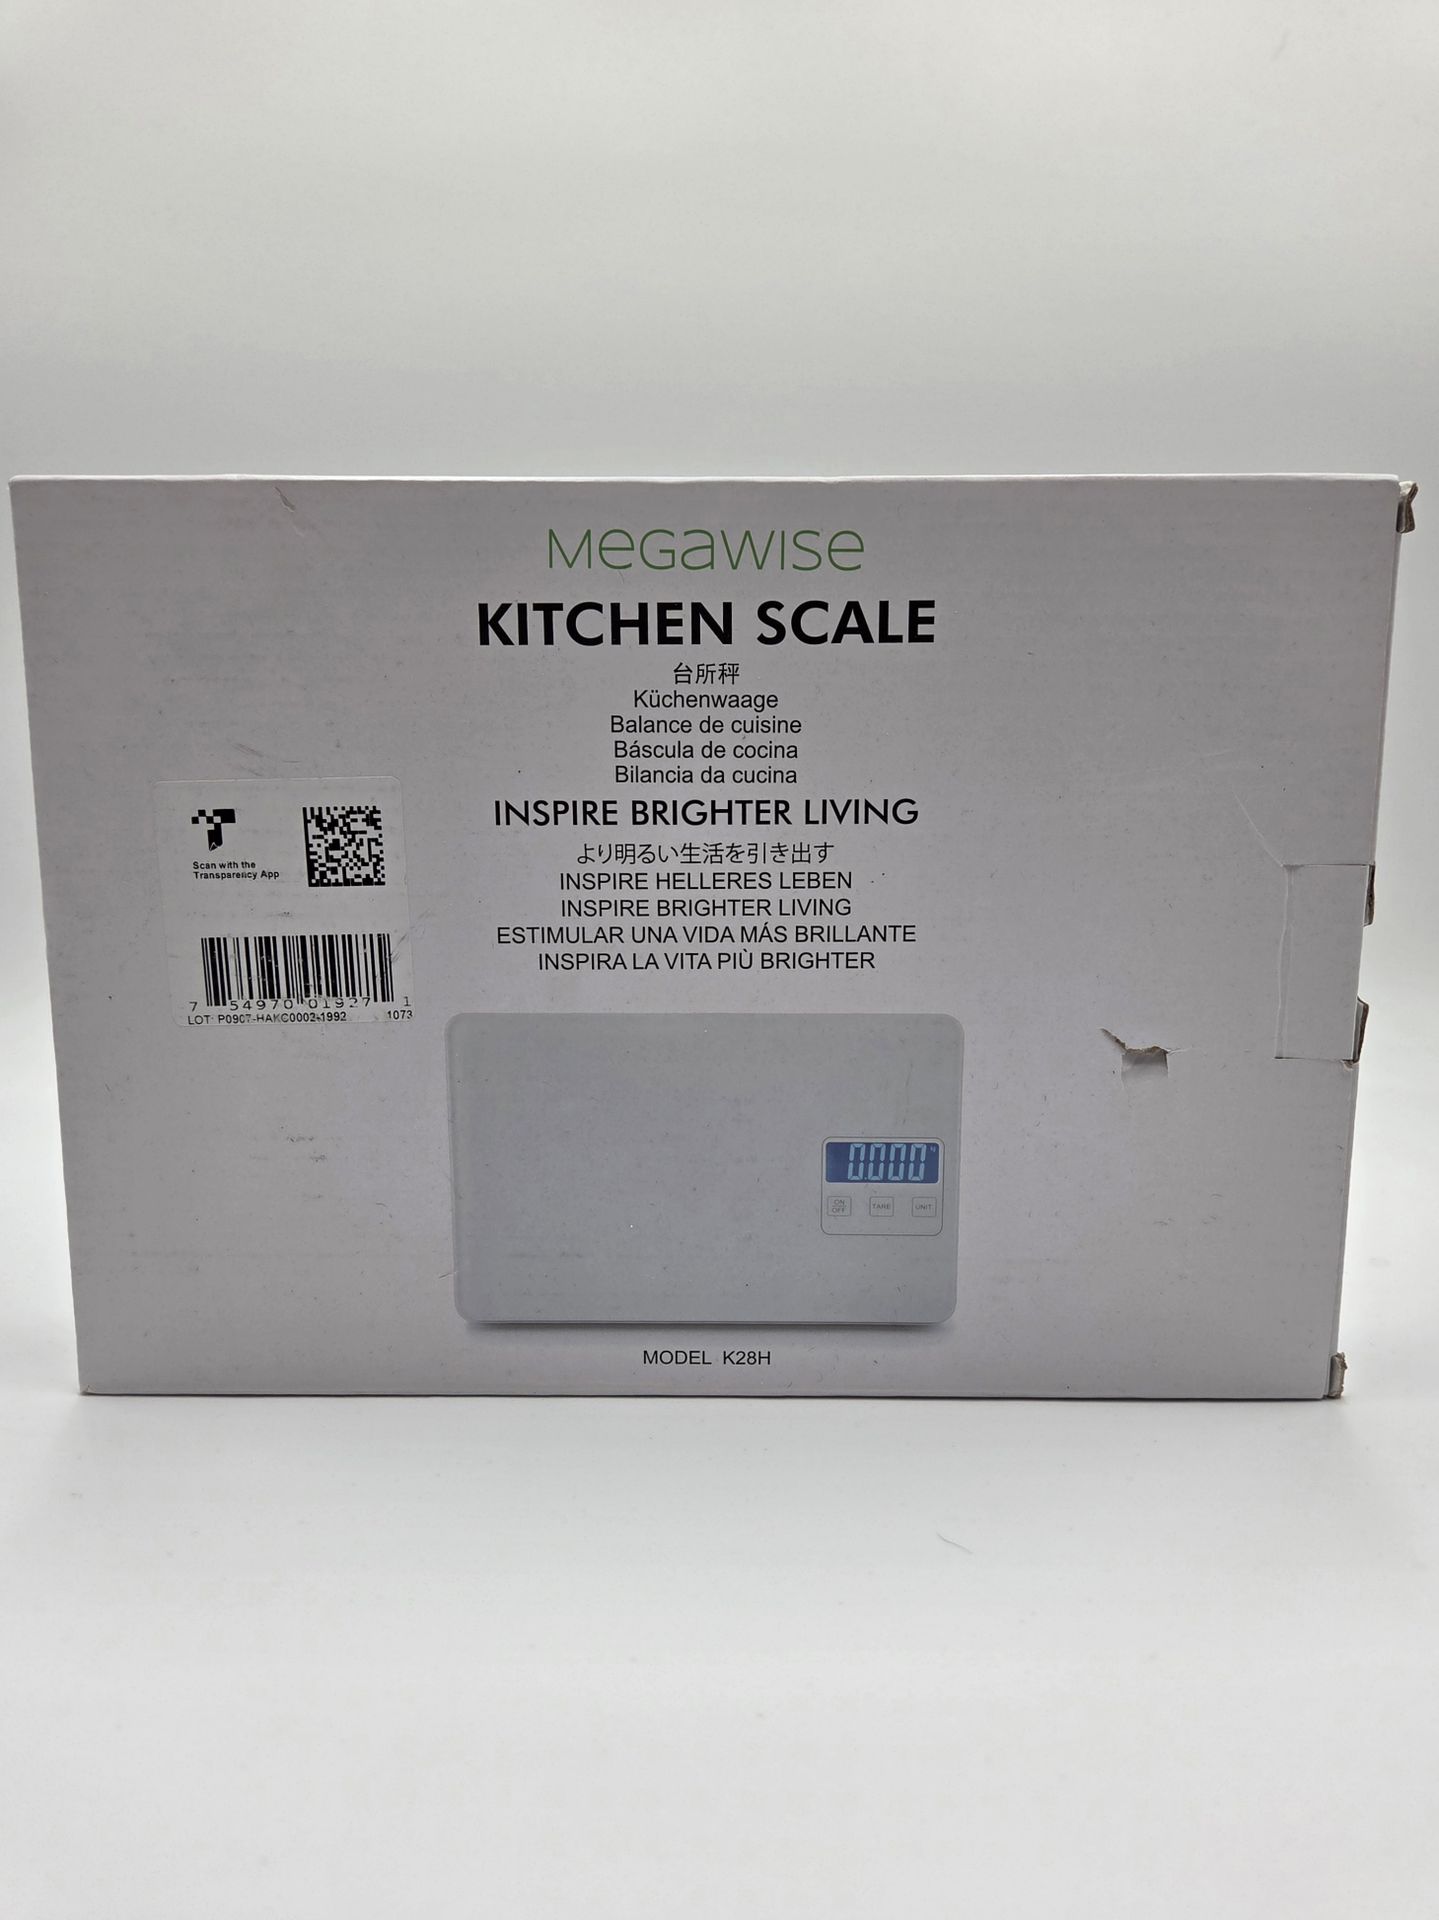 MEGAWISE
KITCHEN SCALE
台所秤
Küchenwaage
Balance de cuisine
Báscula de cocina
Bilancia da cucina
INSPIRE BRIGHTER LIVING
より明るい生活を引き出す
INSPIRE HELLERES LEBEN
INSPIRE BRIGHTER LIVING
ESTIMULAR UNA VIDA MÁS BRILLANTE
INSPIRA LA VITA PIÙ BRIGHTER
Scan with the
Transparency App
7 54970 01927 1
LOT: P0907-HAKC0002-1992 1073
0.000 kg
ON OFF TARE UNIT
MODEL K28H